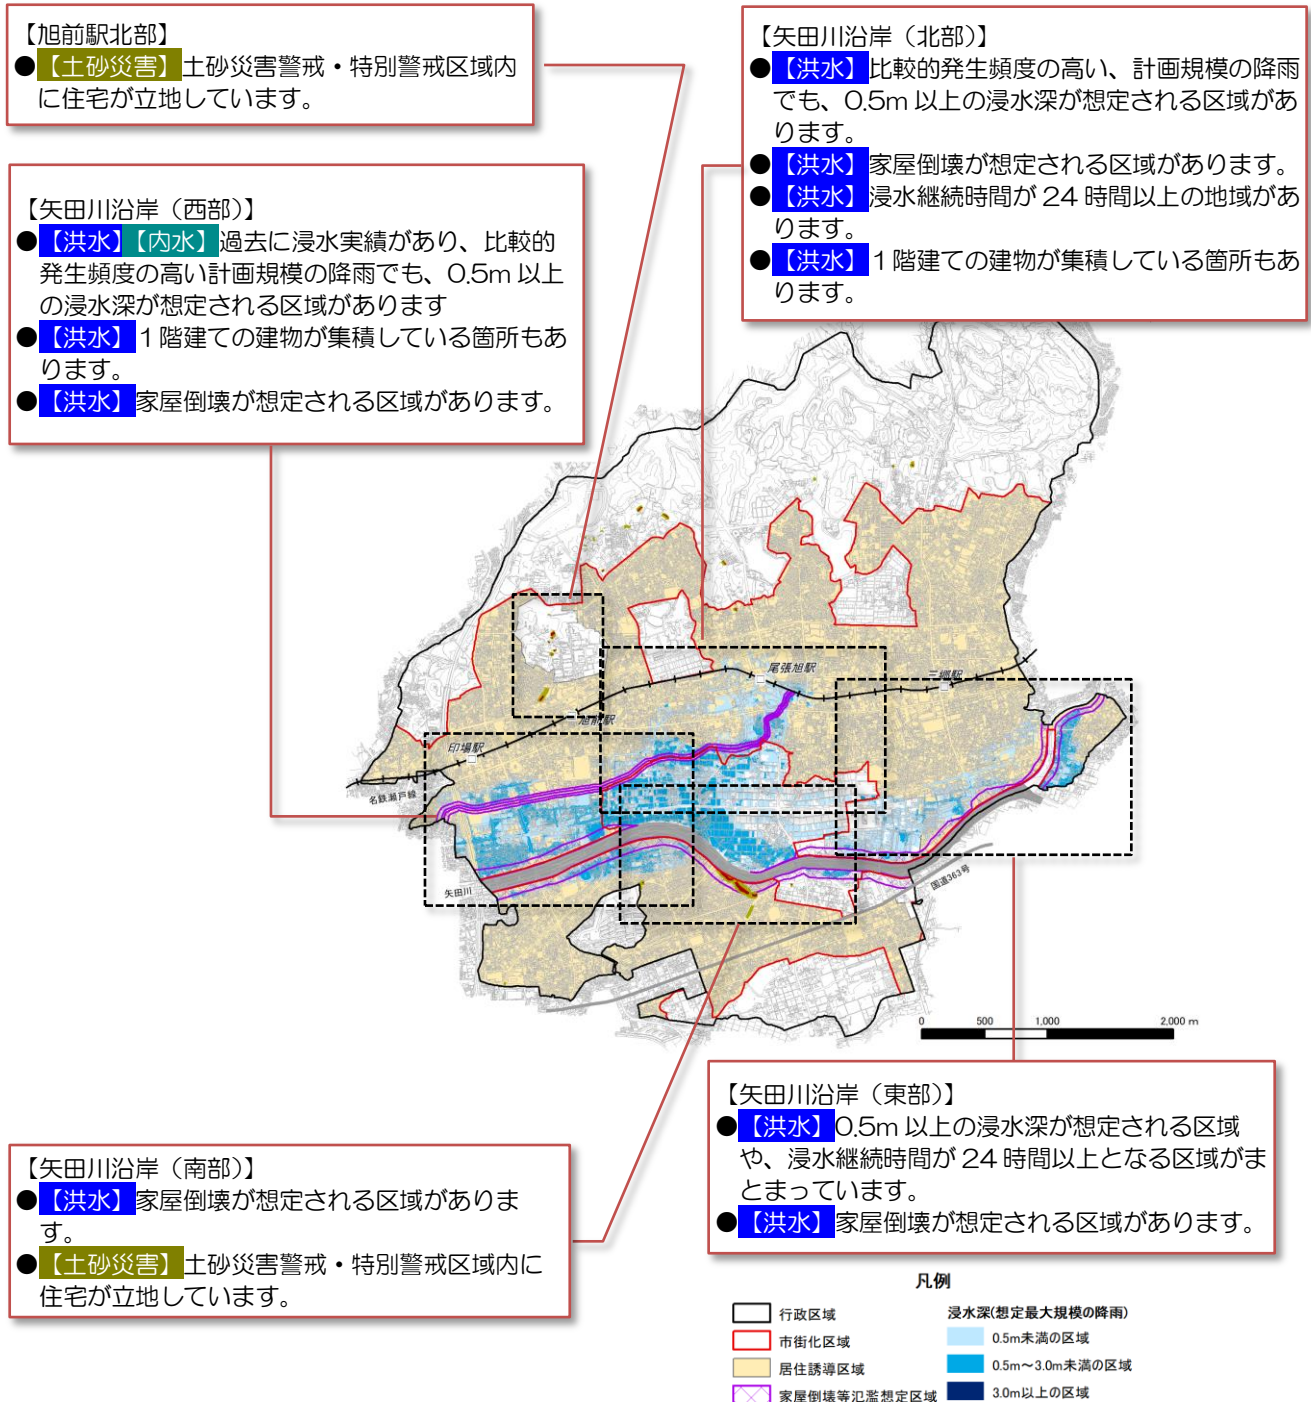 【旭前駅北部】
●【土砂災害】土砂災害警戒・特別警戒区域内
に住宅が立地しています。
【矢田川沿岸（北部）】
●【洪水】比較的発生頻度の高い、計画規模の降雨
でも、0.5m 以上の浸水深が想定される区域があ
ります。
●【洪水】家屋倒壊が想定される区域があります。
●【洪水】浸水継続時間が 24 時間以上の地域があ
ります。
●【洪水】１階建ての建物が集積している箇所もあ
ります。
【矢田川沿岸（西部）】
●【洪水】【内水】過去に浸水実績があり、比較的
発生頻度の高い計画規模の降雨でも、0.5m 以上
の浸水深が想定される区域があります
●【洪水】１階建ての建物が集積している箇所もあ
ります。
●【洪水】家屋倒壊が想定される区域があります。
尾張旭駅
三郷駅
旭前駅
印場駅
名鉄瀬戸線
矢田川
国道363号
0 500 1,000 2,000 m
【矢田川沿岸（東部）】
●【洪水】0.5m 以上の浸水深が想定される区域
や、浸水継続時間が 24 時間以上となる区域がま
とまっています。
●【洪水】家屋倒壊が想定される区域があります。
【矢田川沿岸（南部）】
●【洪水】家屋倒壊が想定される区域がありま
す。
●【土砂災害】土砂災害警戒・特別警戒区域内に
住宅が立地しています。
凡例
行政区域
市街化区域
居住誘導区域
家屋倒壊等氾濫想定区域
浸水深(想定最大規模の降雨)
0.5m未満の区域
0.5m～3.0m未満の区域
3.0m以上の区域